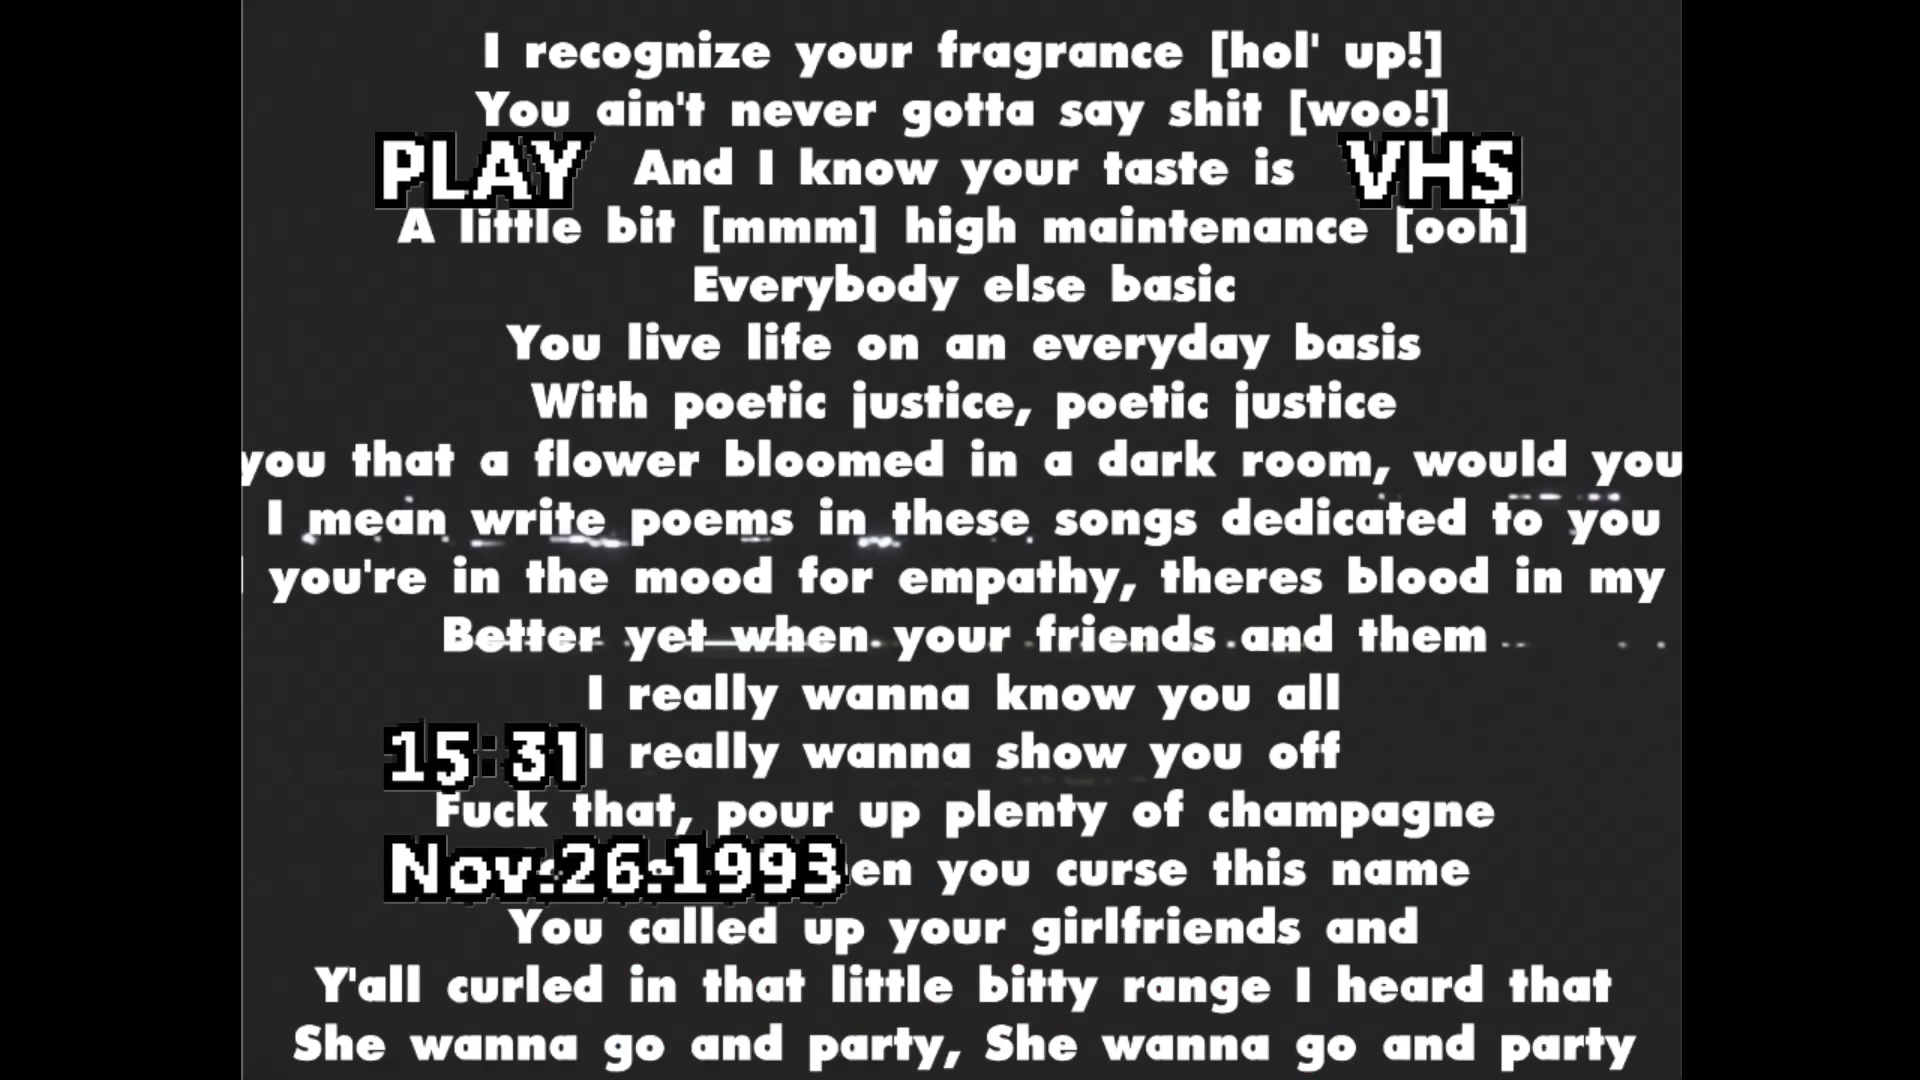 I recognize your fragrance [hol' up!]
You ain't never gotta say shit [woo!]
PLAY And I know your taste is VHS
A little bit [mmm] high maintenance [ooh]
Everybody else basic
You live life on an everyday basis
With poetic justice, poetic justice
you that a flower bloomed in a dark room, would you
I mean write poems in these songs dedicated to you
you're in the mood for empathy, theres blood in my
Better yet when your friends and them
I really wanna know you all
15:31 I really wanna show you off
Fuck that, pour up plenty of champagne
Nov.26.1993 en you curse this name
You called up your girlfriends and
Y'all curled in that little bitty range I heard that
She wanna go and party, She wanna go and party